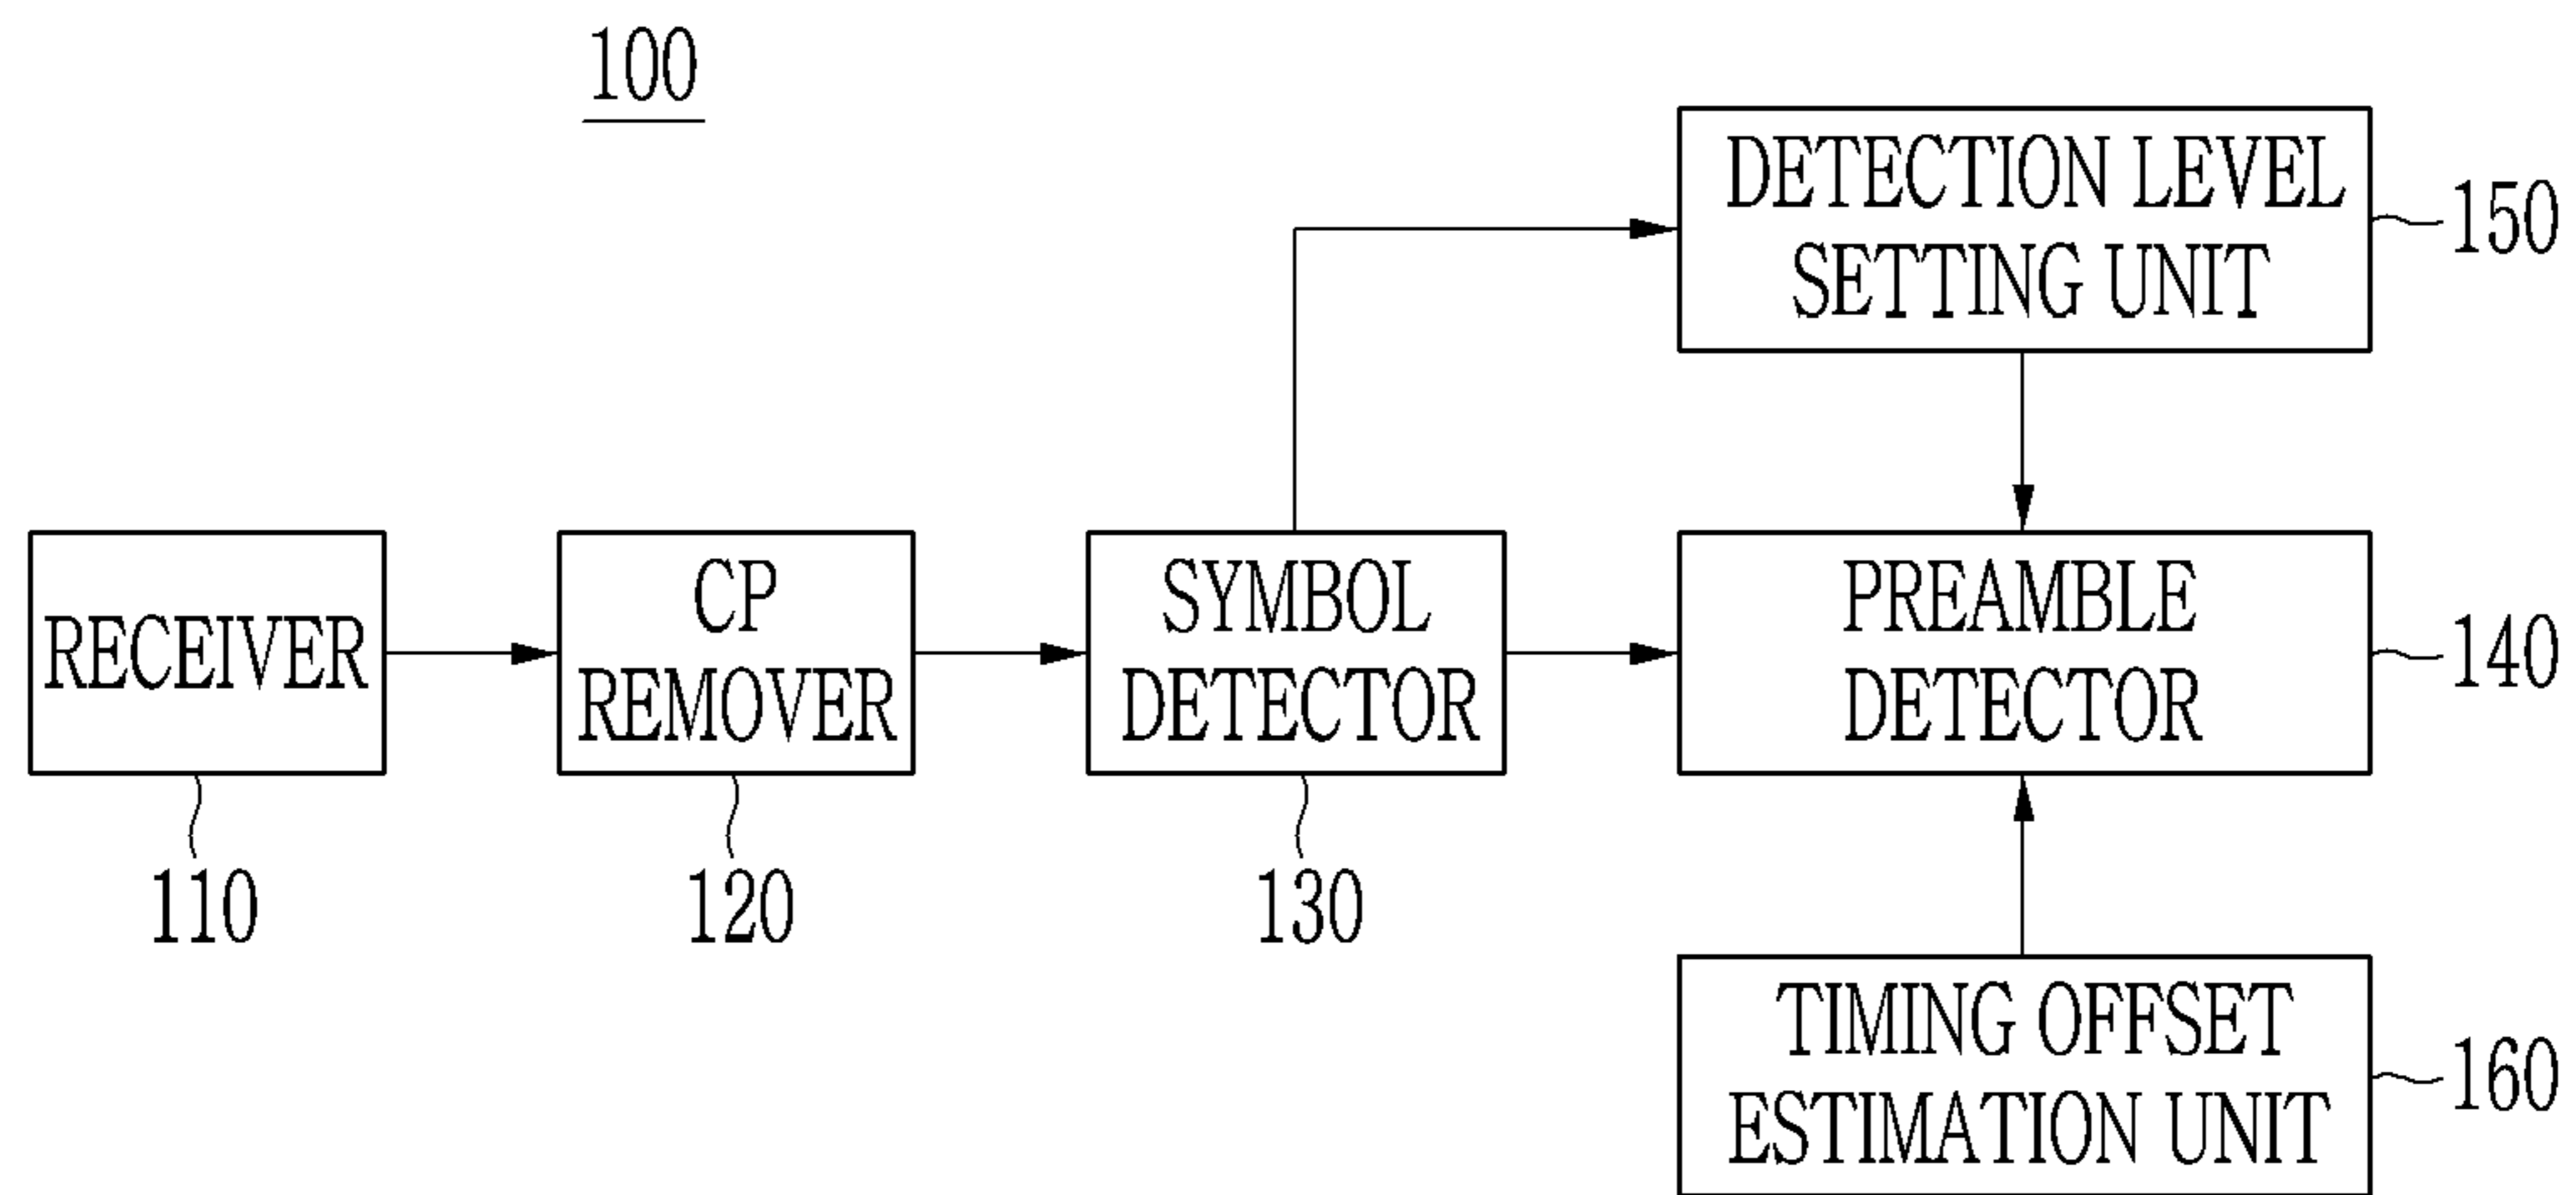 100
DETECTION LEVEL
SETTING UNIT
150
RECEIVER
110
CP
REMOVER
120
SYMBOL
DETECTOR
130
PREAMBLE
DETECTOR
140
TIMING OFFSET
ESTIMATION UNIT
160